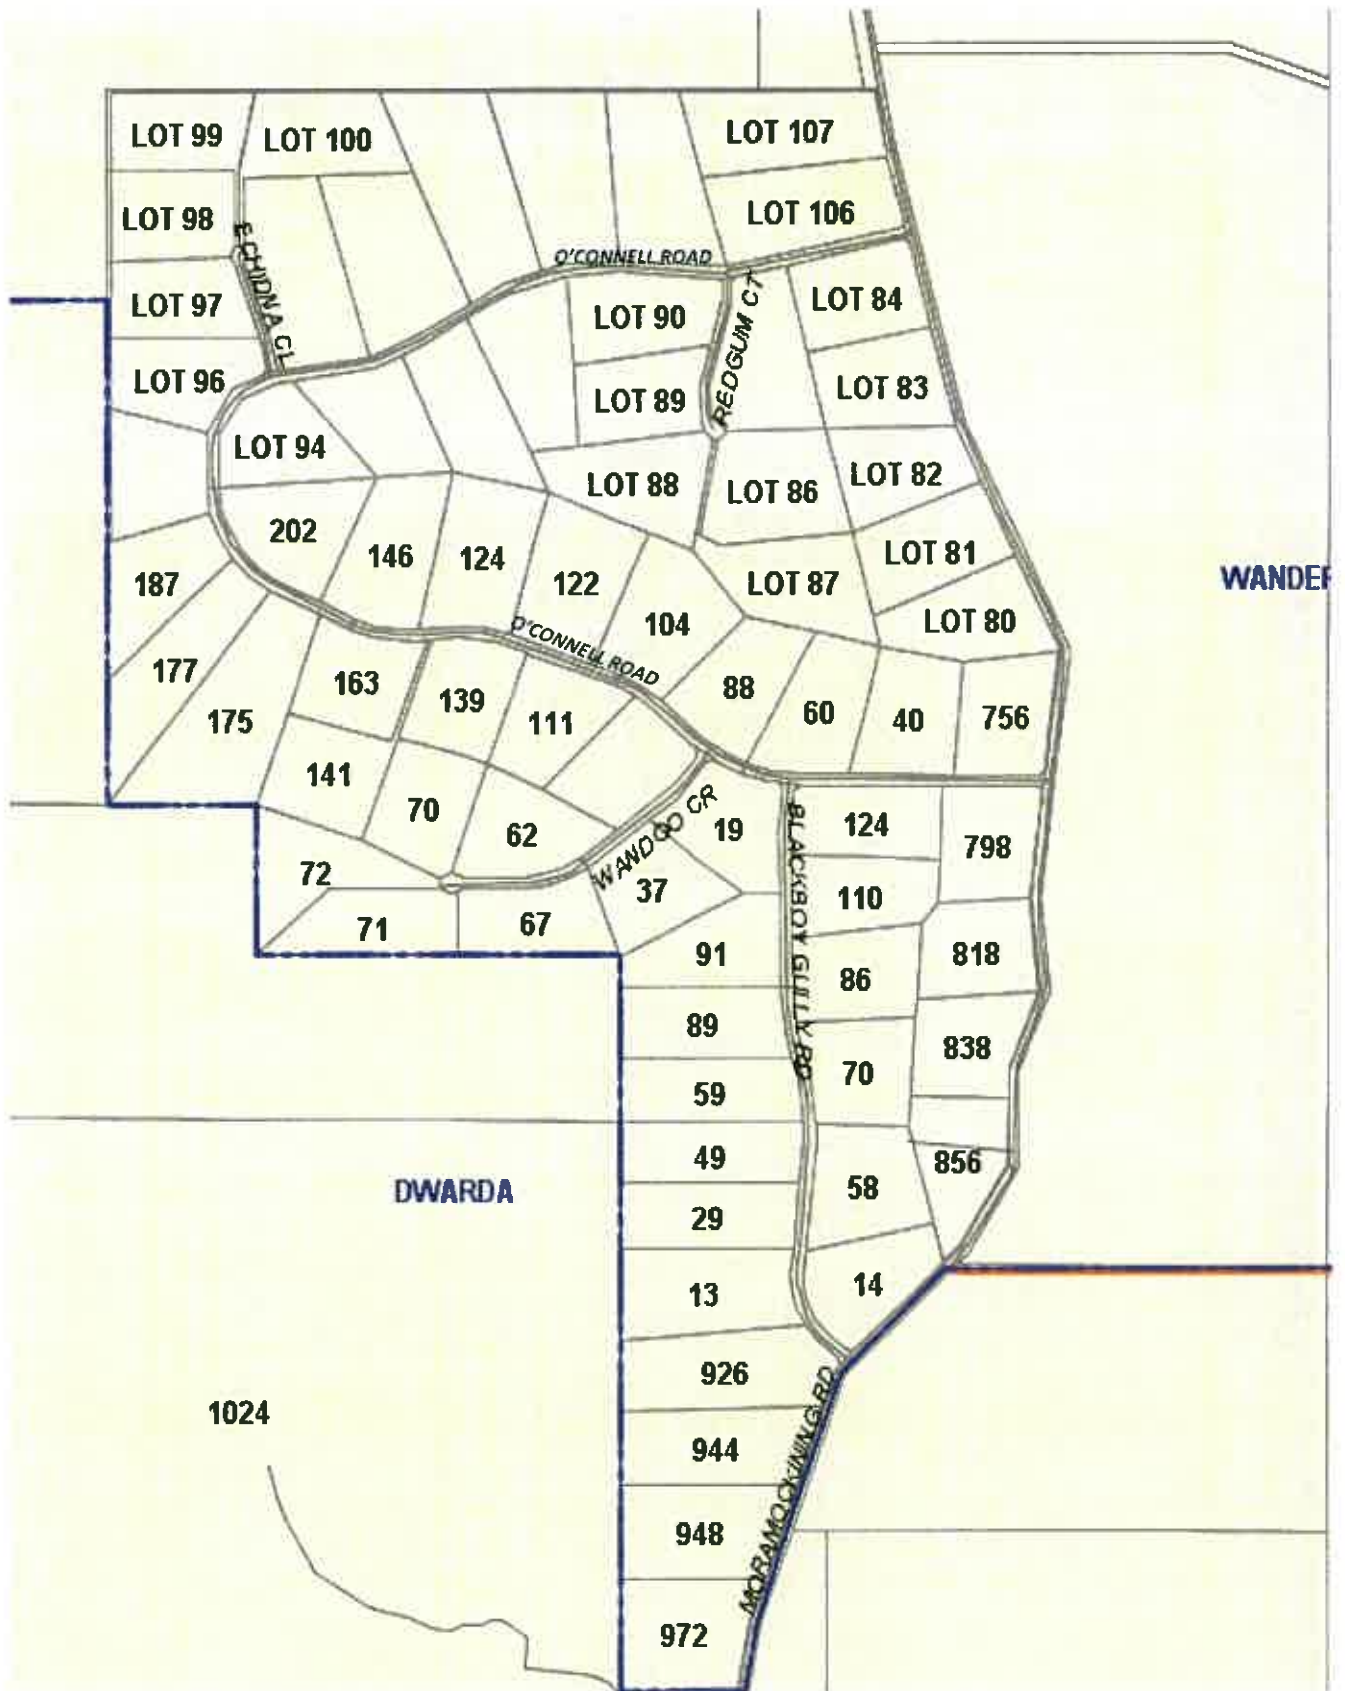 LOT 99
LOT 100
LOT 107
LOT 98
LOT 106
ECHIDNA CL
O'CONNELL ROAD
LOT 97
LOT 90
REDGUM CT
LOT 84
LOT 96
LOT 89
LOT 83
LOT 94
LOT 88
LOT 86
LOT 82
202
146
124
122
LOT 87
LOT 81
187
WANDER
104
LOT 80
O'CONNELL ROAD
177
163
139
88
175
111
60
40
756
141
70
62
WANDOO CR
19
BLACKBOY GULLY RD
124
798
72
37
110
71
67
91
86
818
89
70
838
59
49
856
DWARDA
58
29
13
14
926
MORAMOCKINING RD
1024
944
948
972